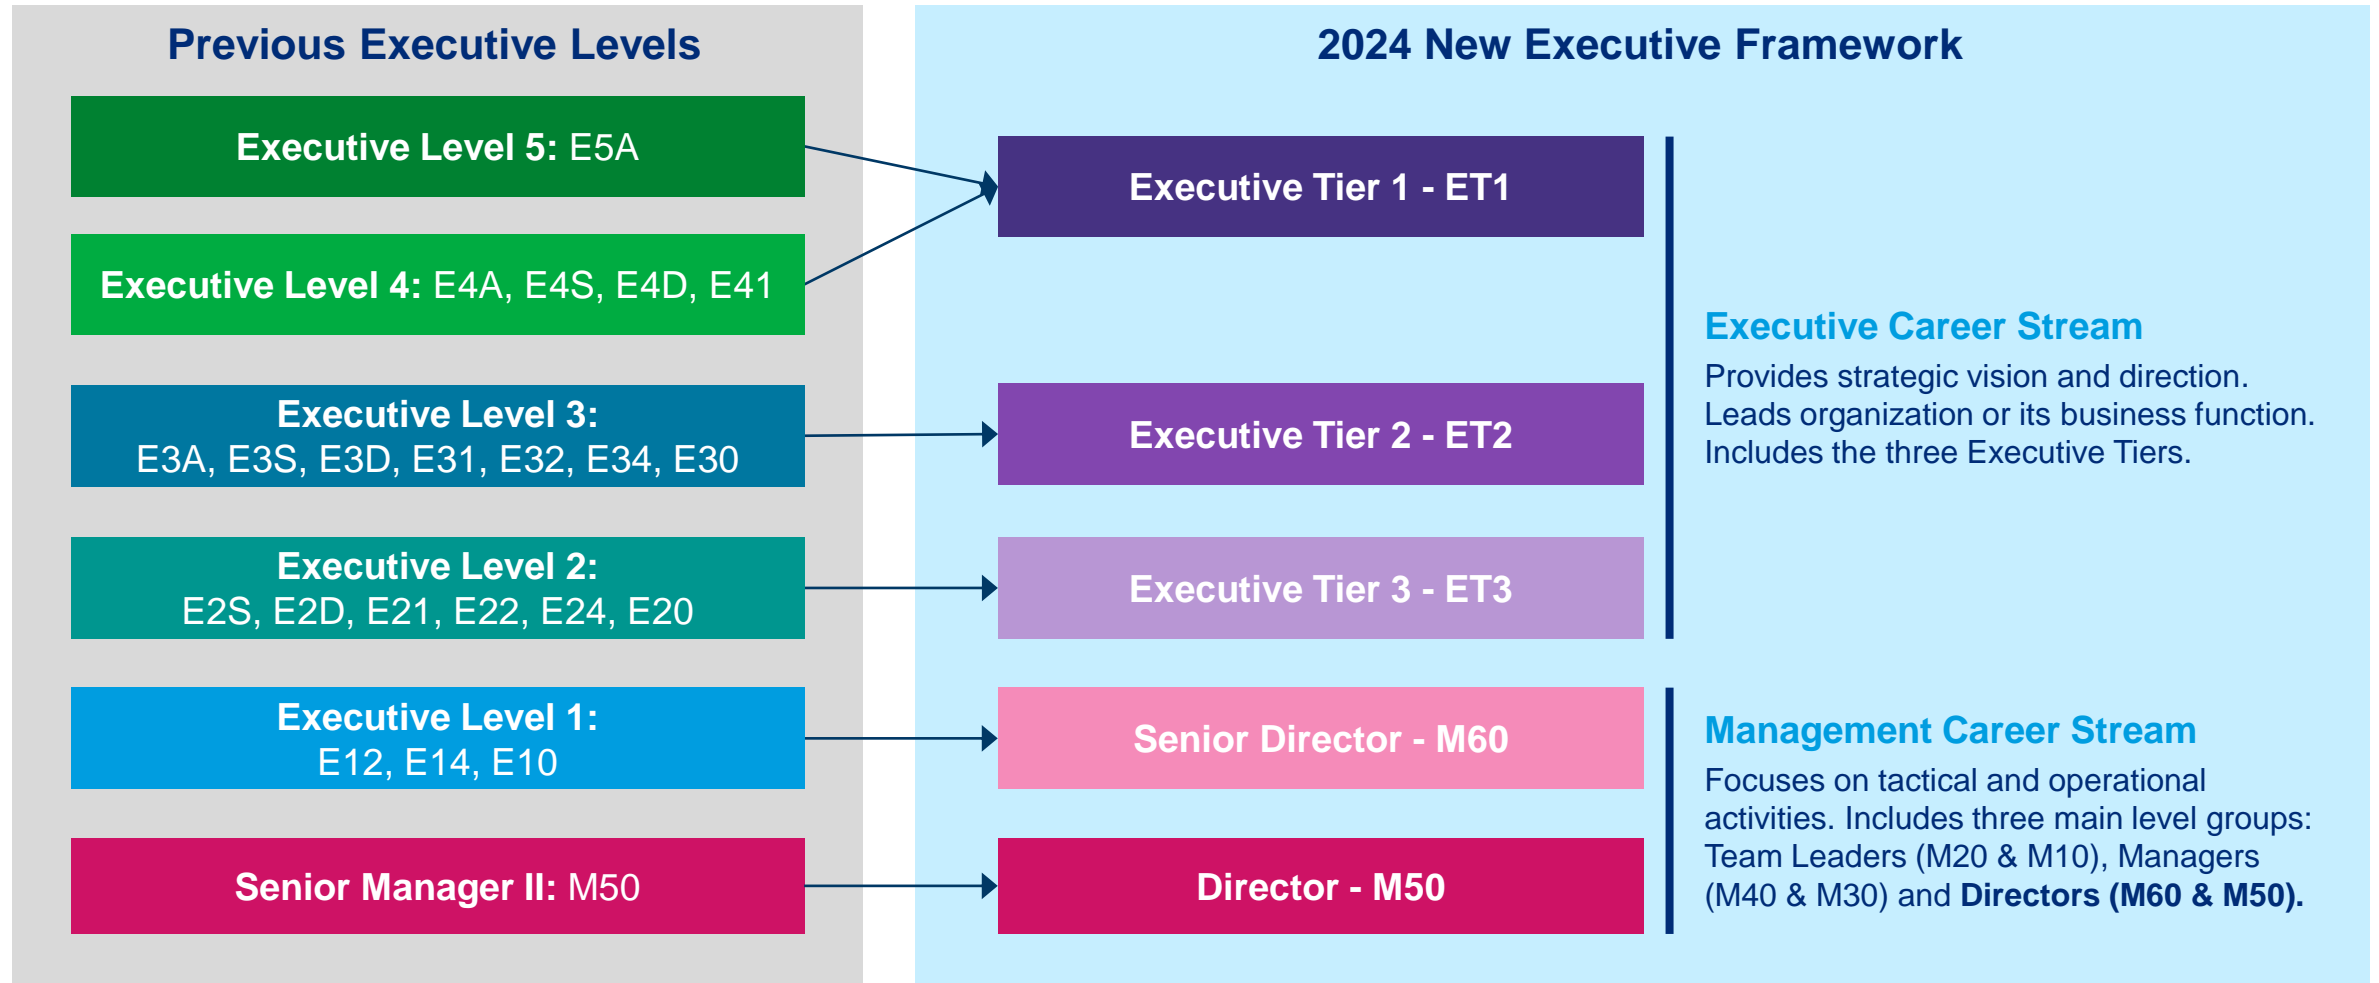 Previous Executive Levels
Executive Level 5: E5A
Executive Level 4: E4A, E4S, E4D, E41
Executive Level 3:
E3A, E3S, E3D, E31, E32, E34, E30
Executive Level 2:
E2S, E2D, E21, E22, E24, E20
Executive Level 1:
E12, E14, E10
Senior Manager II: M50
2024 New Executive Framework
Executive Tier 1 - ET1
Executive Tier 2 - ET2
Executive Tier 3 - ET3
Senior Director - M60
Director - M50
Executive Career Stream
Provides strategic vision and direction.
Leads organization or its business function.
Includes the three Executive Tiers.
Management Career Stream
Focuses on tactical and operational
activities. Includes three main level groups:
Team Leaders (M20 & M10), Managers
(M40 & M30) and Directors (M60 & M50).